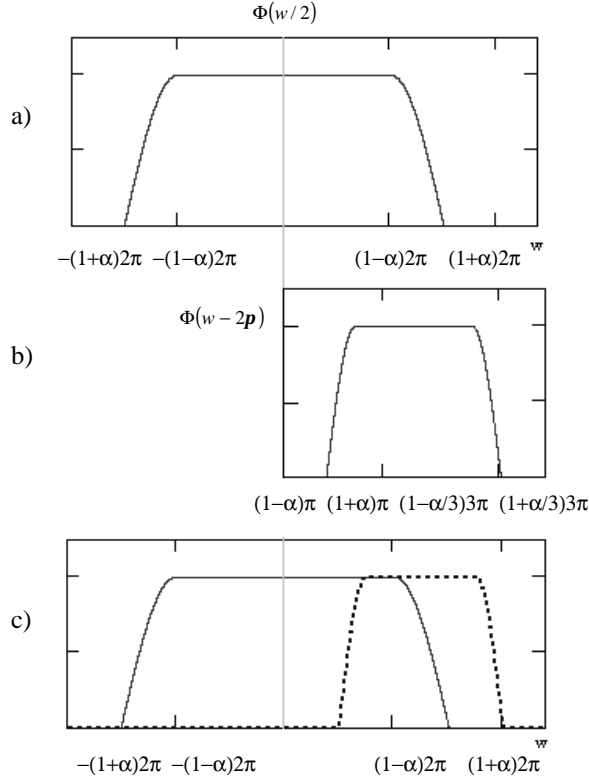 Φ(w/2)
a)
−(1+α)2π −(1−α)2π (1−α)2π (1+α)2π
Φ(w − 2p)
b)
(1−α)π (1+α)π (1−α/3)3π (1+α/3)3π
c)
−(1+α)2π −(1−α)2π (1−α)2π (1+α)2π